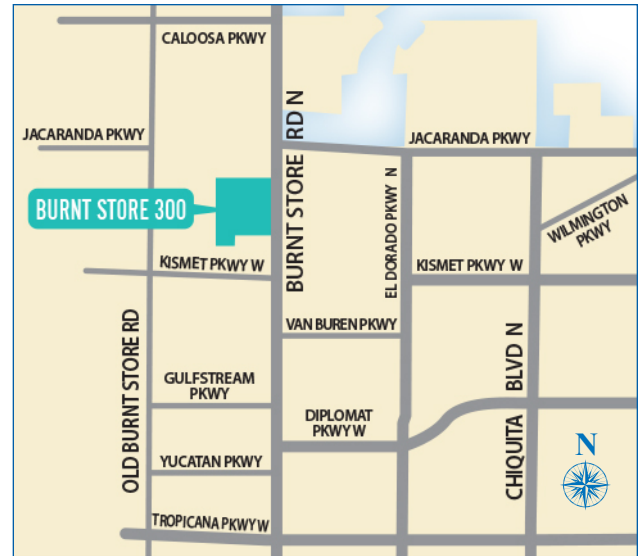 CALOOSA PKWY
JACARANDA PKWY
BURNT STORE RD N
JACARANDA PKWY
BURNT STORE 300
EL DORADO PKWY N
WILMINGTON
PKWY
KISMET PKWY W
KISMET PKWY W
VAN BUREN PKWY
OLD BURNT STORE RD
GULFSTREAM
PKWY
CHIQUITA BLVD N
DIPLOMAT
PKWY W
N
YUCATAN PKWY
TROPICANA PKWY W